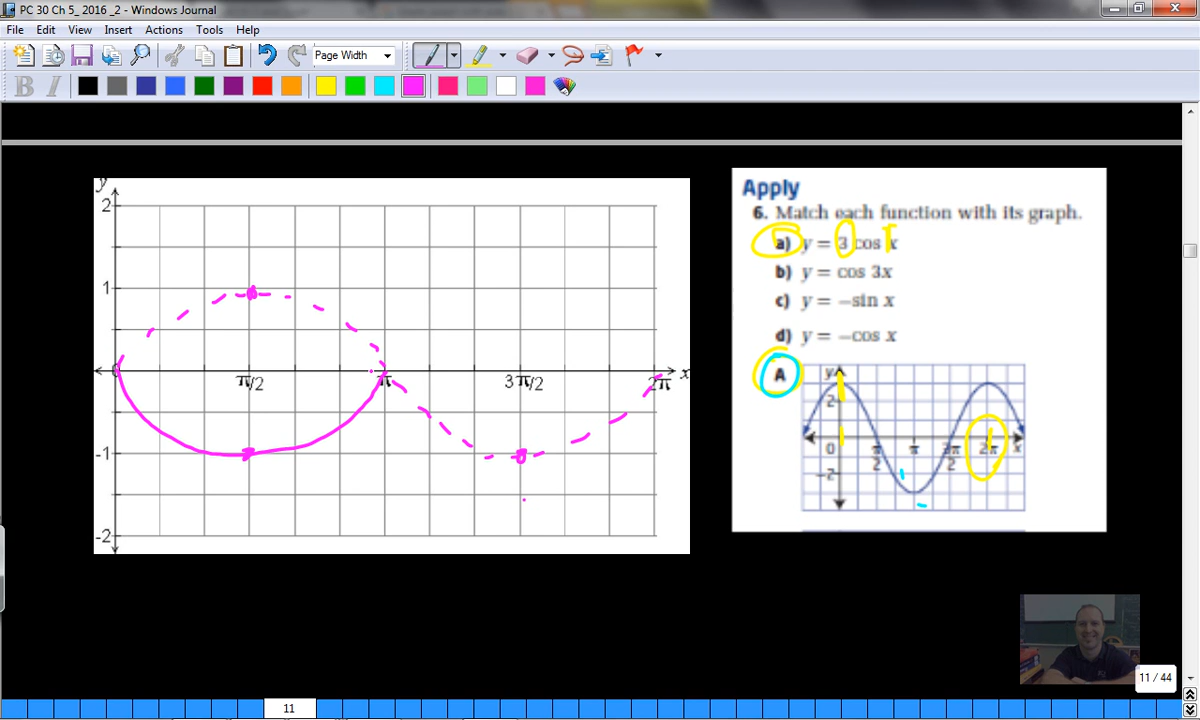 PC 30 Ch 5_ 2016 _2 - Windows Journal
File Edit View Insert Actions Tools Help
Page Width
B I
y
2
1
0
π/2
π
3π/2
2π
x
-1
-2
Apply
6. Match each function with its graph.
a) y = 3 cos x
b) y = cos 3x
c) y = −sin x
d) y = −cos x
A
y
2
0
π/2
π
3π/2
2π
x
−2
11 / 44
11